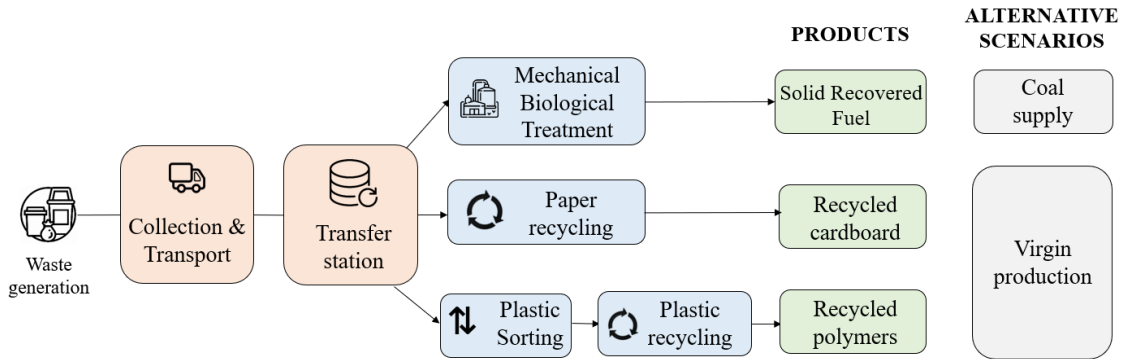 PRODUCTS
ALTERNATIVE
SCENARIOS
Mechanical
Biological
Treatment
Solid Recovered
Fuel
Coal
supply
Waste
generation
Collection &
Transport
Transfer
station
Paper
recycling
Recycled
cardboard
Virgin
production
Plastic
Sorting
Plastic
recycling
Recycled
polymers